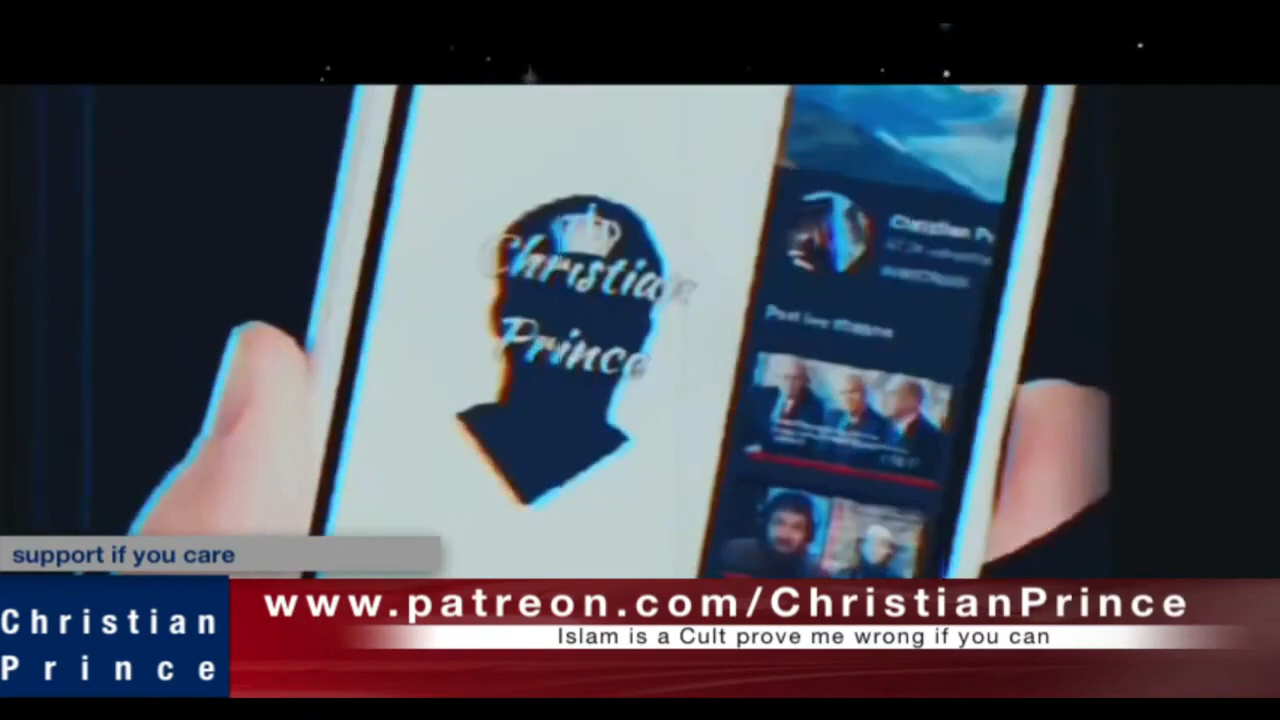 Christian
Prince
Christian
support if you care
Christian
Prince
www.patreon.com/ChristianPrince
Islam is a Cult prove me wrong if you can